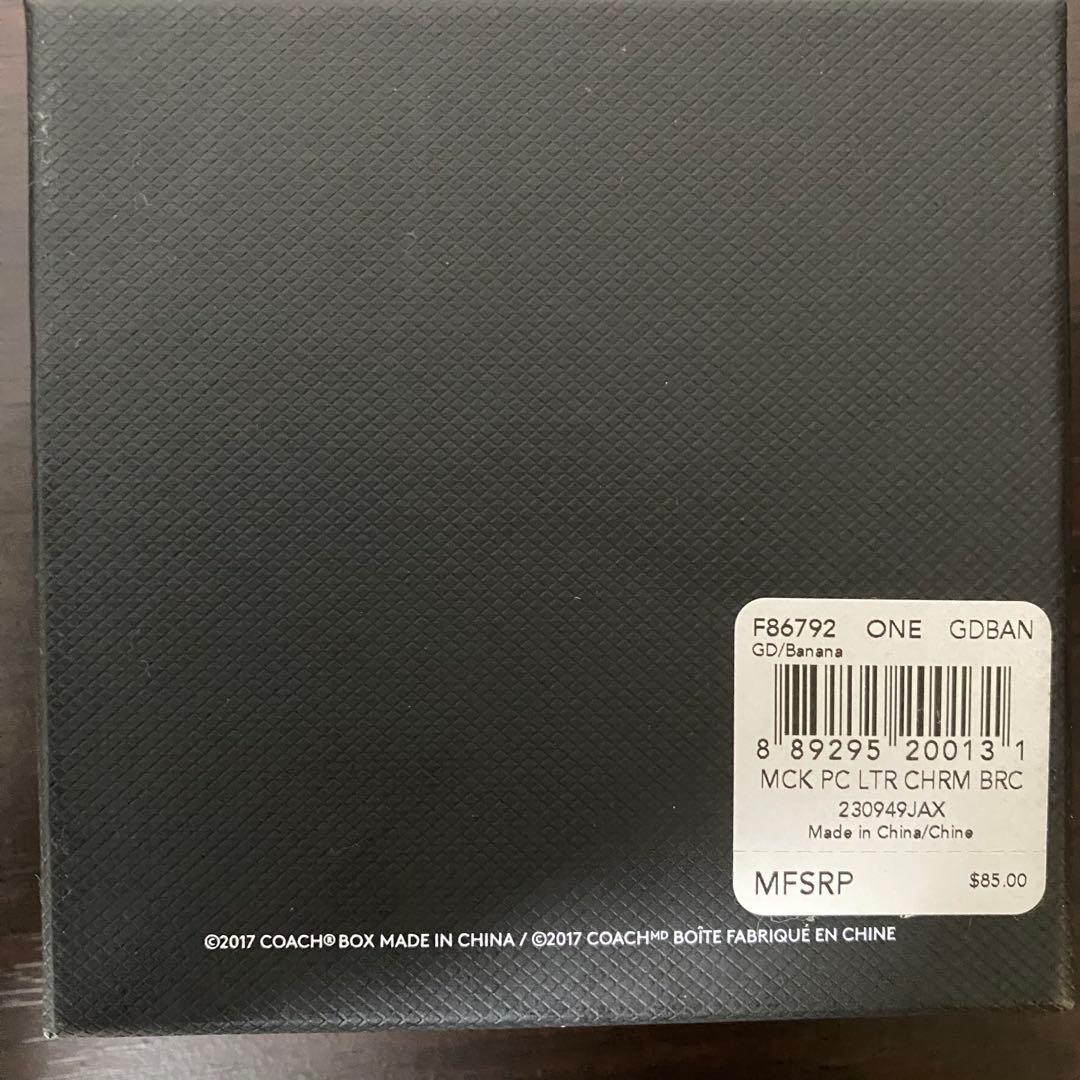 F86792 ONE GDBAN
GD/Banana
8 89295 20013 1
MCK PC LTR CHRM BRC
230949JAX
Made in China/Chine
MFSRP $85.00
©2017 COACH® BOX MADE IN CHINA / ©2017 COACHᴹᴰ BOÎTE FABRIQUÉ EN CHINE